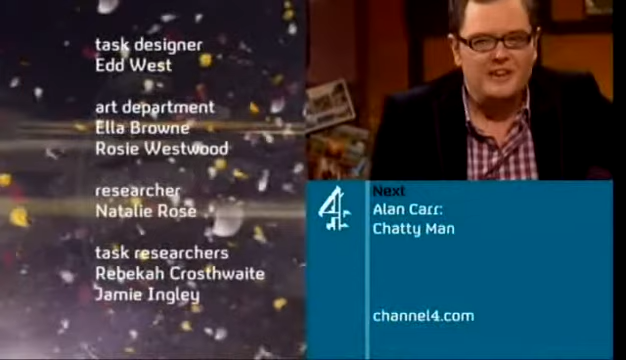 task designer
Edd West
art department
Ella Browne
Rosie Westwood
researcher
Natalie Rose
task researchers
Rebekah Crosthwaite
Jamie Ingley
4
Next
Alan Carr:
Chatty Man
channel4.com